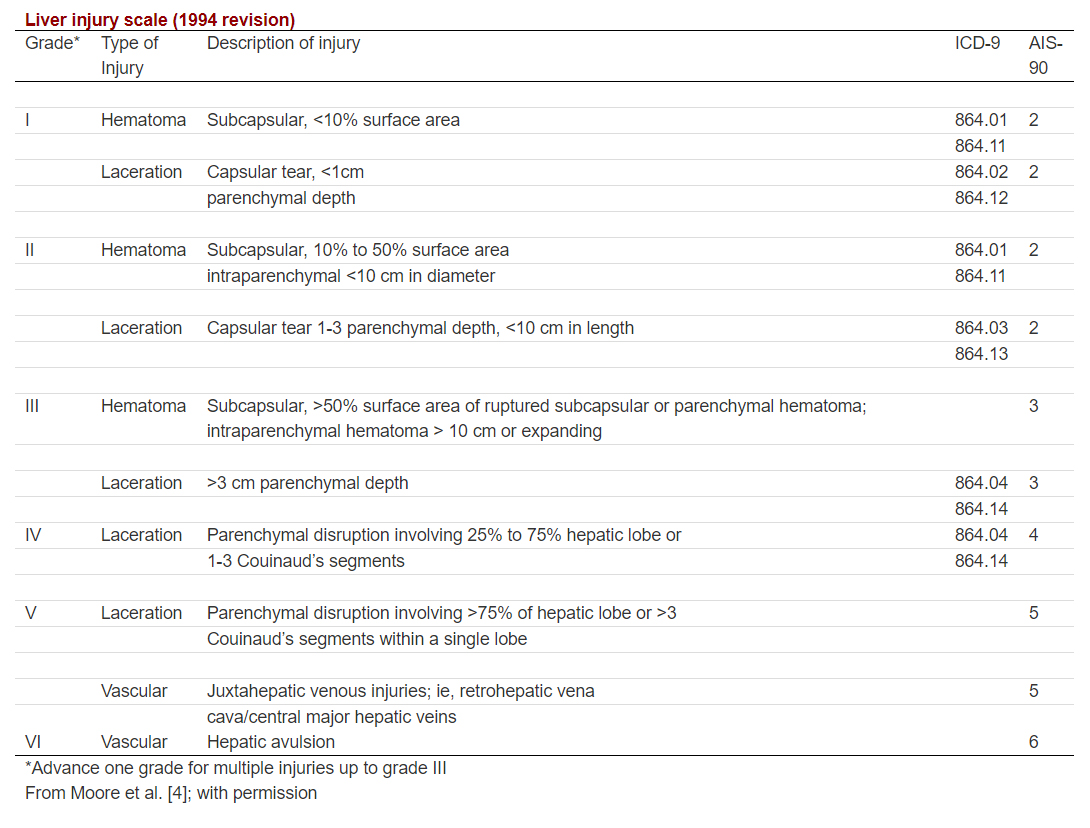 Liver injury scale (1994 revision)
Grade* Type of Injury Description of injury ICD-9 AIS-90
I Hematoma Subcapsular, <10% surface area 864.01 2
864.11
Laceration Capsular tear, <1cm 864.02 2
parenchymal depth 864.12
II Hematoma Subcapsular, 10% to 50% surface area 864.01 2
intraparenchymal <10 cm in diameter 864.11
Laceration Capsular tear 1-3 parenchymal depth, <10 cm in length 864.03 2
864.13
III Hematoma Subcapsular, >50% surface area of ruptured subcapsular or parenchymal hematoma; 3
intraparenchymal hematoma > 10 cm or expanding
Laceration >3 cm parenchymal depth 864.04 3
864.14
IV Laceration Parenchymal disruption involving 25% to 75% hepatic lobe or 864.04 4
1-3 Couinaud’s segments 864.14
V Laceration Parenchymal disruption involving >75% of hepatic lobe or >3 5
Couinaud’s segments within a single lobe
Vascular Juxtahepatic venous injuries; ie, retrohepatic vena 5
cava/central major hepatic veins
VI Vascular Hepatic avulsion 6
*Advance one grade for multiple injuries up to grade III
From Moore et al. [4]; with permission